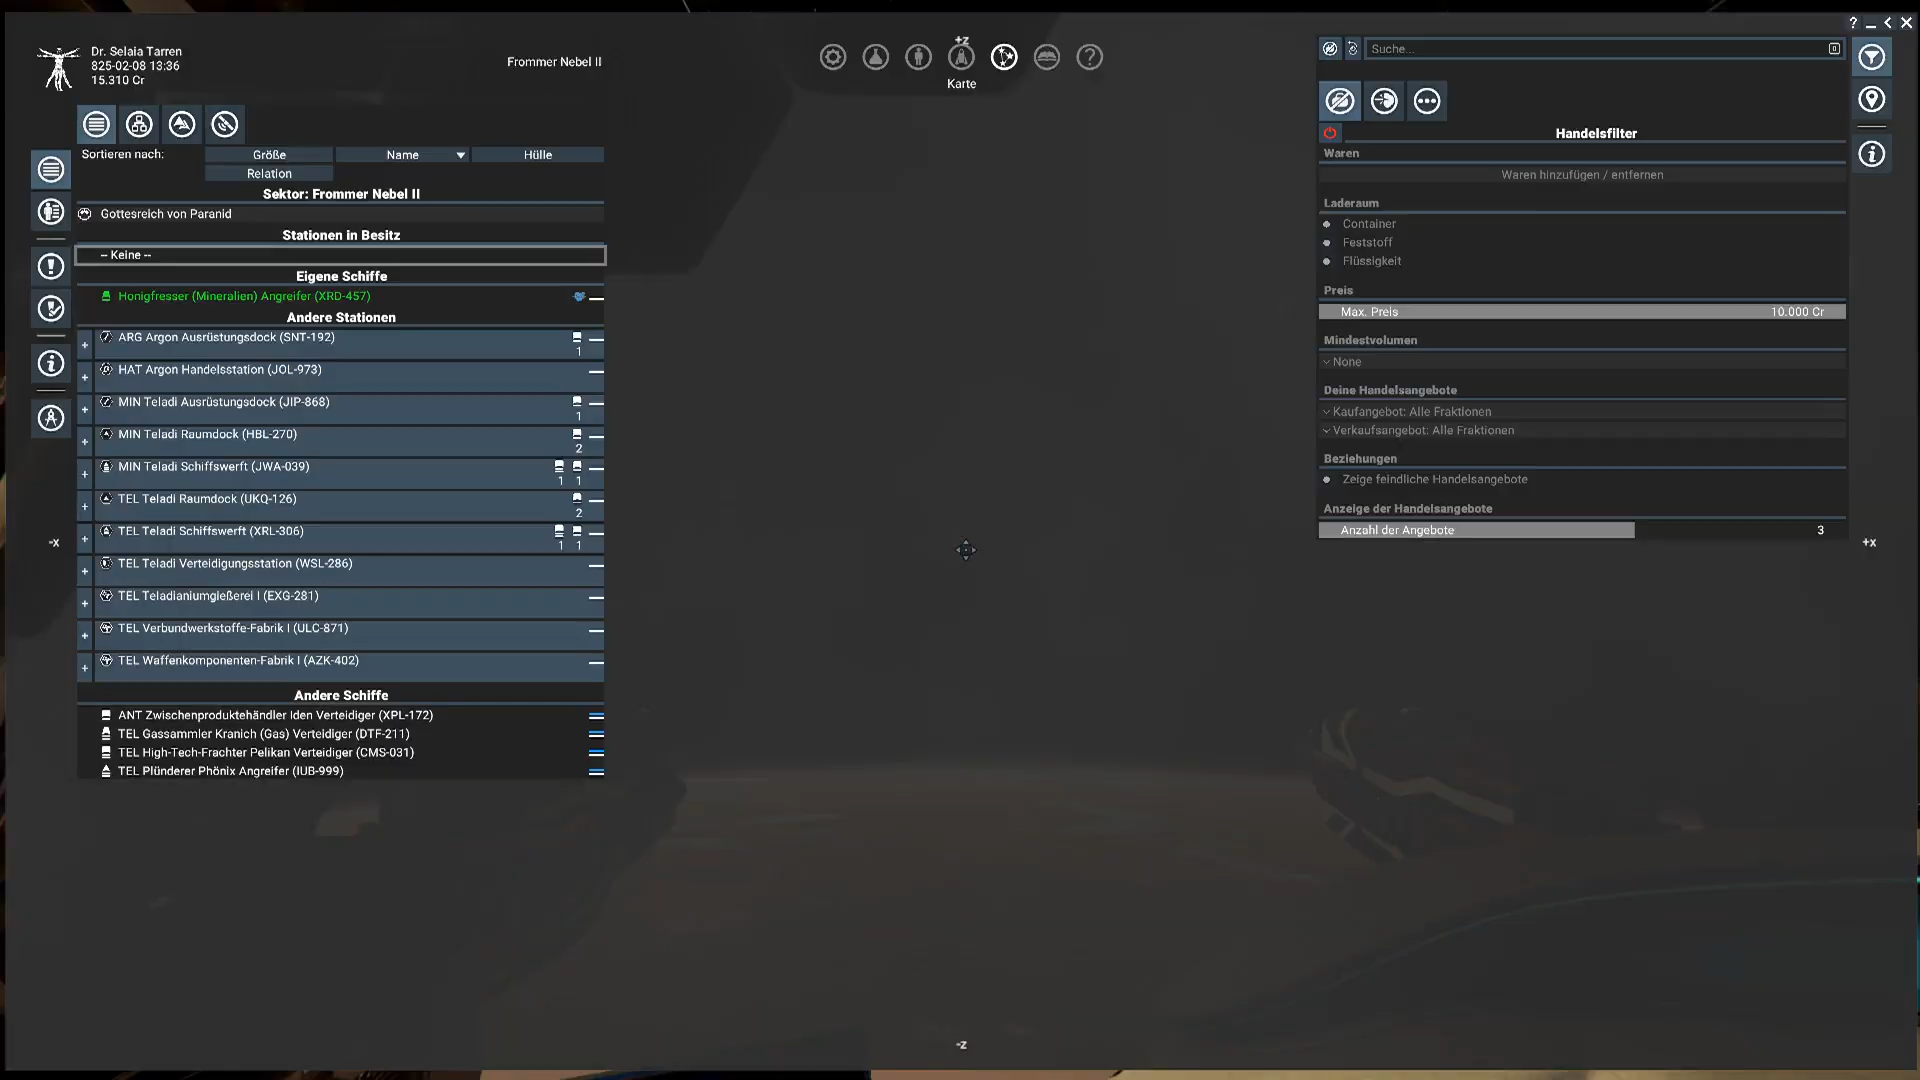 ? _ < X
Dr. Selaia Tarren
825-02-08 13:36
15.310 Cr
Frommer Nebel II
+z
Karte
Suche...
Sortieren nach:
Größe
Name
Hülle
Relation
Sektor: Frommer Nebel II
Gottesreich von Paranid
Stationen in Besitz
-- Keine --
Eigene Schiffe
Honigfresser (Mineralien) Angreifer (XRD-457)
Andere Stationen
+ ARG Argon Ausrüstungsdock (SNT-192)
1
+ HAT Argon Handelsstation (JOL-973)
+ MIN Teladi Ausrüstungsdock (JIP-868)
1
+ MIN Teladi Raumdock (HBL-270)
2
+ MIN Teladi Schiffswerft (JWA-039)
1 1
+ TEL Teladi Raumdock (UKQ-126)
2
+ TEL Teladi Schiffswerft (XRL-306)
1 1
+ TEL Teladi Verteidigungsstation (WSL-286)
+ TEL Teladianiumgießerei I (EXG-281)
+ TEL Verbundwerkstoffe-Fabrik I (ULC-871)
+ TEL Waffenkomponenten-Fabrik I (AZK-402)
Andere Schiffe
ANT Zwischenproduktehändler Iden Verteidiger (XPL-172)
TEL Gassammler Kranich (Gas) Verteidiger (DTF-211)
TEL High-Tech-Frachter Pelikan Verteidiger (CMS-031)
TEL Plünderer Phönix Angreifer (IUB-999)
-x
Handelsfilter
Waren
Waren hinzufügen / entfernen
Laderaum
Container
Feststoff
Flüssigkeit
Preis
Max. Preis 10.000 Cr
Mindestvolumen
None
Deine Handelsangebote
Kaufangebot: Alle Fraktionen
Verkaufsangebot: Alle Fraktionen
Beziehungen
Zeige feindliche Handelsangebote
Anzeige der Handelsangebote
Anzahl der Angebote 3
+x
-z